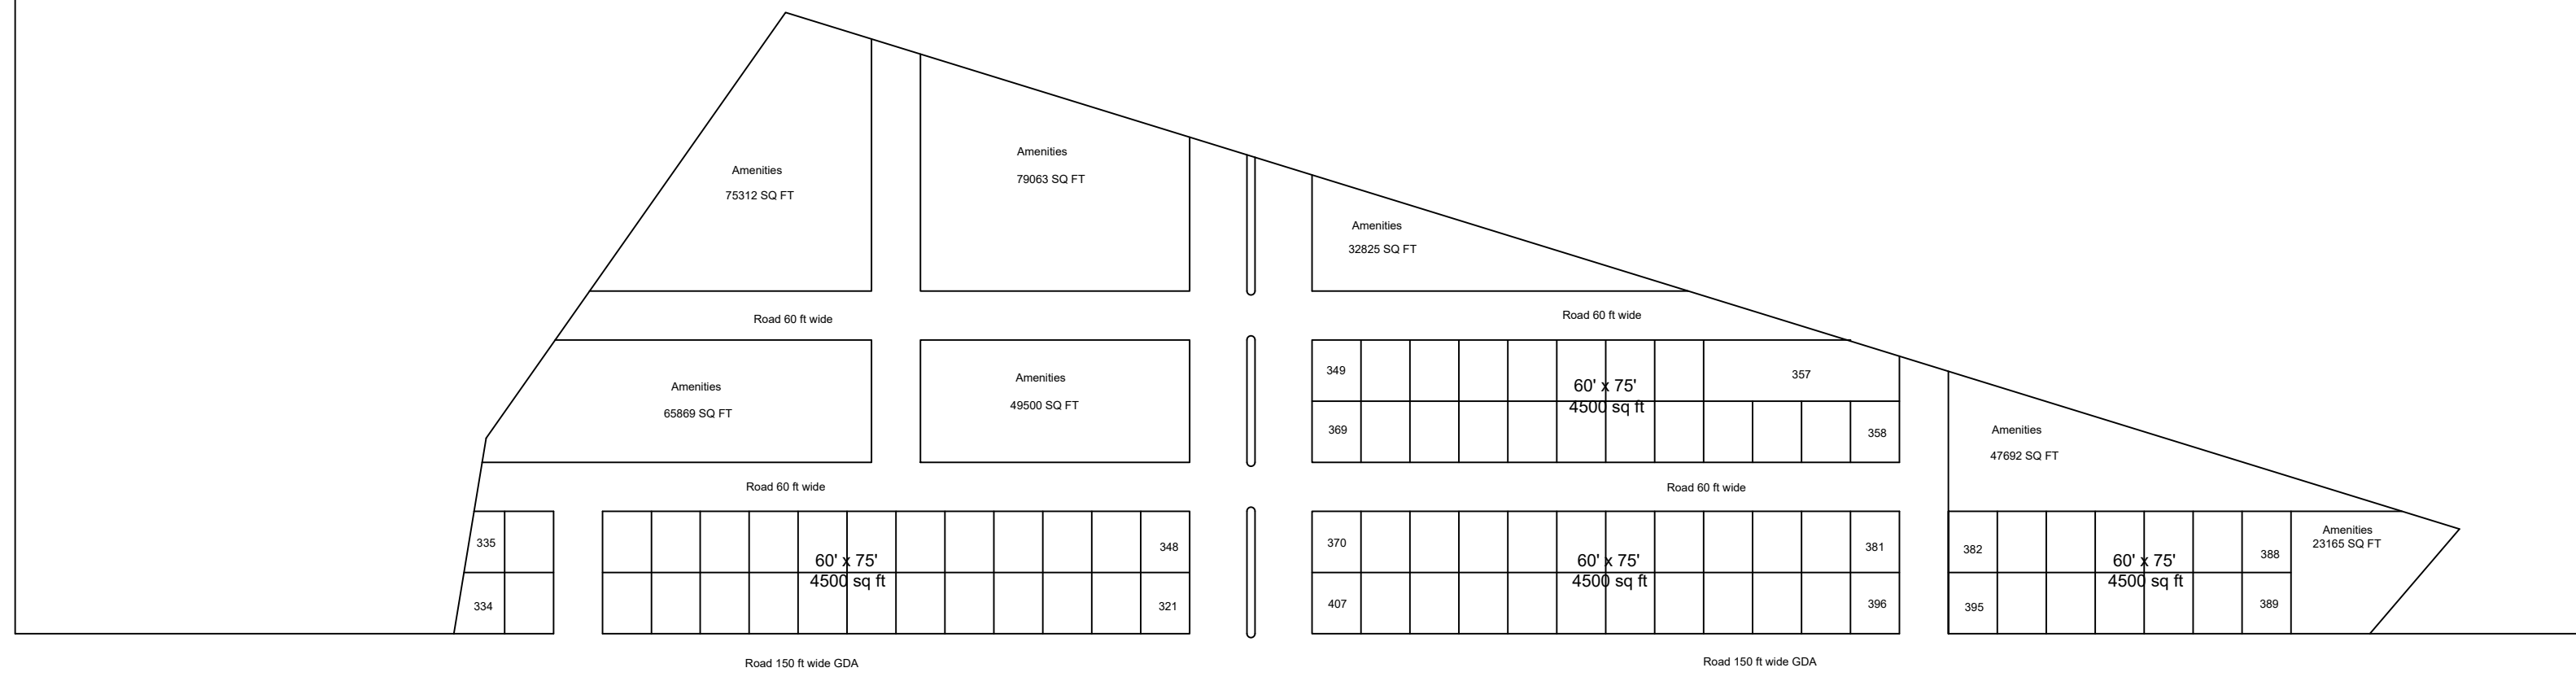 Amenities
75312 SQ FT
Amenities
79063 SQ FT
Amenities
32825 SQ FT
Road 60 ft wide
Road 60 ft wide
Amenities
65869 SQ FT
Amenities
49500 SQ FT
349
60' x 75'
4500 sq ft
357
369
358
Amenities
47692 SQ FT
Road 60 ft wide
Road 60 ft wide
335
334
60' x 75'
4500 sq ft
348
321
370
60' x 75'
4500 sq ft
381
407
396
382
60' x 75'
4500 sq ft
388
395
389
Amenities
23165 SQ FT
Road 150 ft wide GDA
Road 150 ft wide GDA